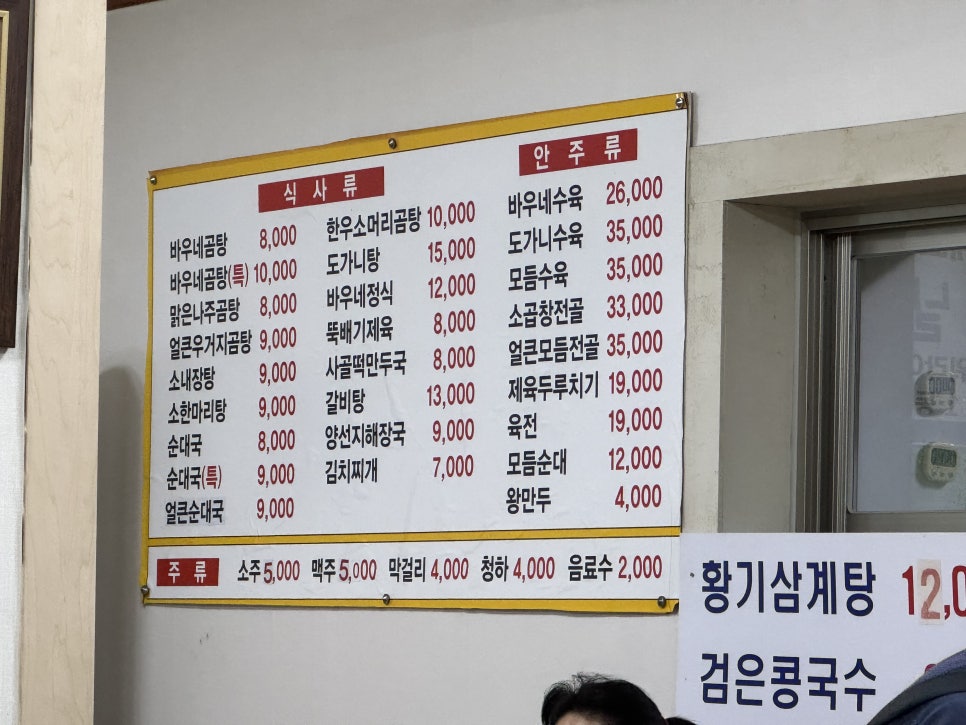 식사류
바우네곰탕 8,000
바우네곰탕(특) 10,000
맑은나주곰탕 8,000
얼큰우거지곰탕 9,000
소내장탕 9,000
소한마리탕 9,000
순대국 8,000
순대국(특) 9,000
얼큰순대국 9,000
한우소머리곰탕 10,000
도가니탕 15,000
바우네정식 12,000
뚝배기제육 8,000
사골떡만두국 8,000
갈비탕 13,000
양선지해장국 9,000
김치찌개 7,000
안주류
바우네수육 26,000
도가니수육 35,000
모듬수육 35,000
소곱창전골 33,000
얼큰모듬전골 35,000
제육두루치기 19,000
육전 19,000
모듬순대 12,000
왕만두 4,000
주류 소주 5,000 맥주 5,000 막걸리 4,000 청하 4,000 음료수 2,000
황기삼계탕 12,0
검은콩국수